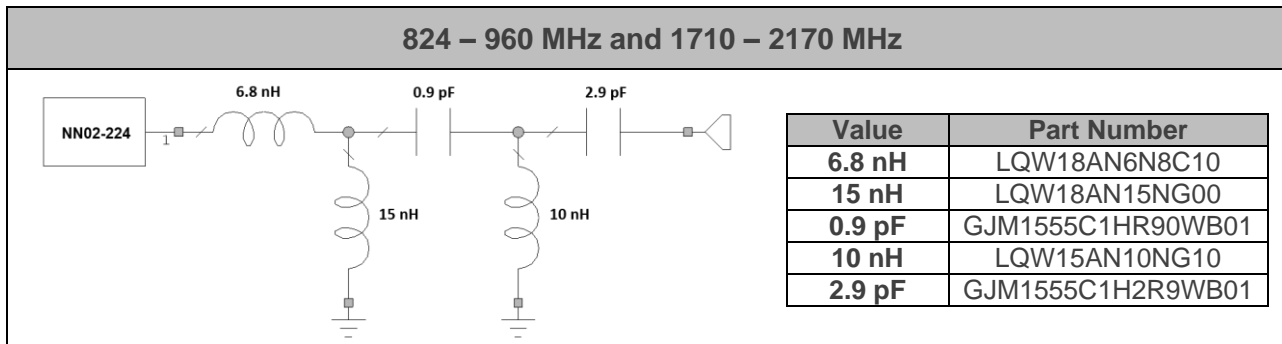 824 – 960 MHz and 1710 – 2170 MHz
6.8 nH
0.9 pF
2.9 pF
NN02-224
1
15 nH
10 nH
Value Part Number
6.8 nH LQW18AN6N8C10
15 nH LQW18AN15NG00
0.9 pF GJM1555C1HR90WB01
10 nH LQW15AN10NG10
2.9 pF GJM1555C1H2R9WB01